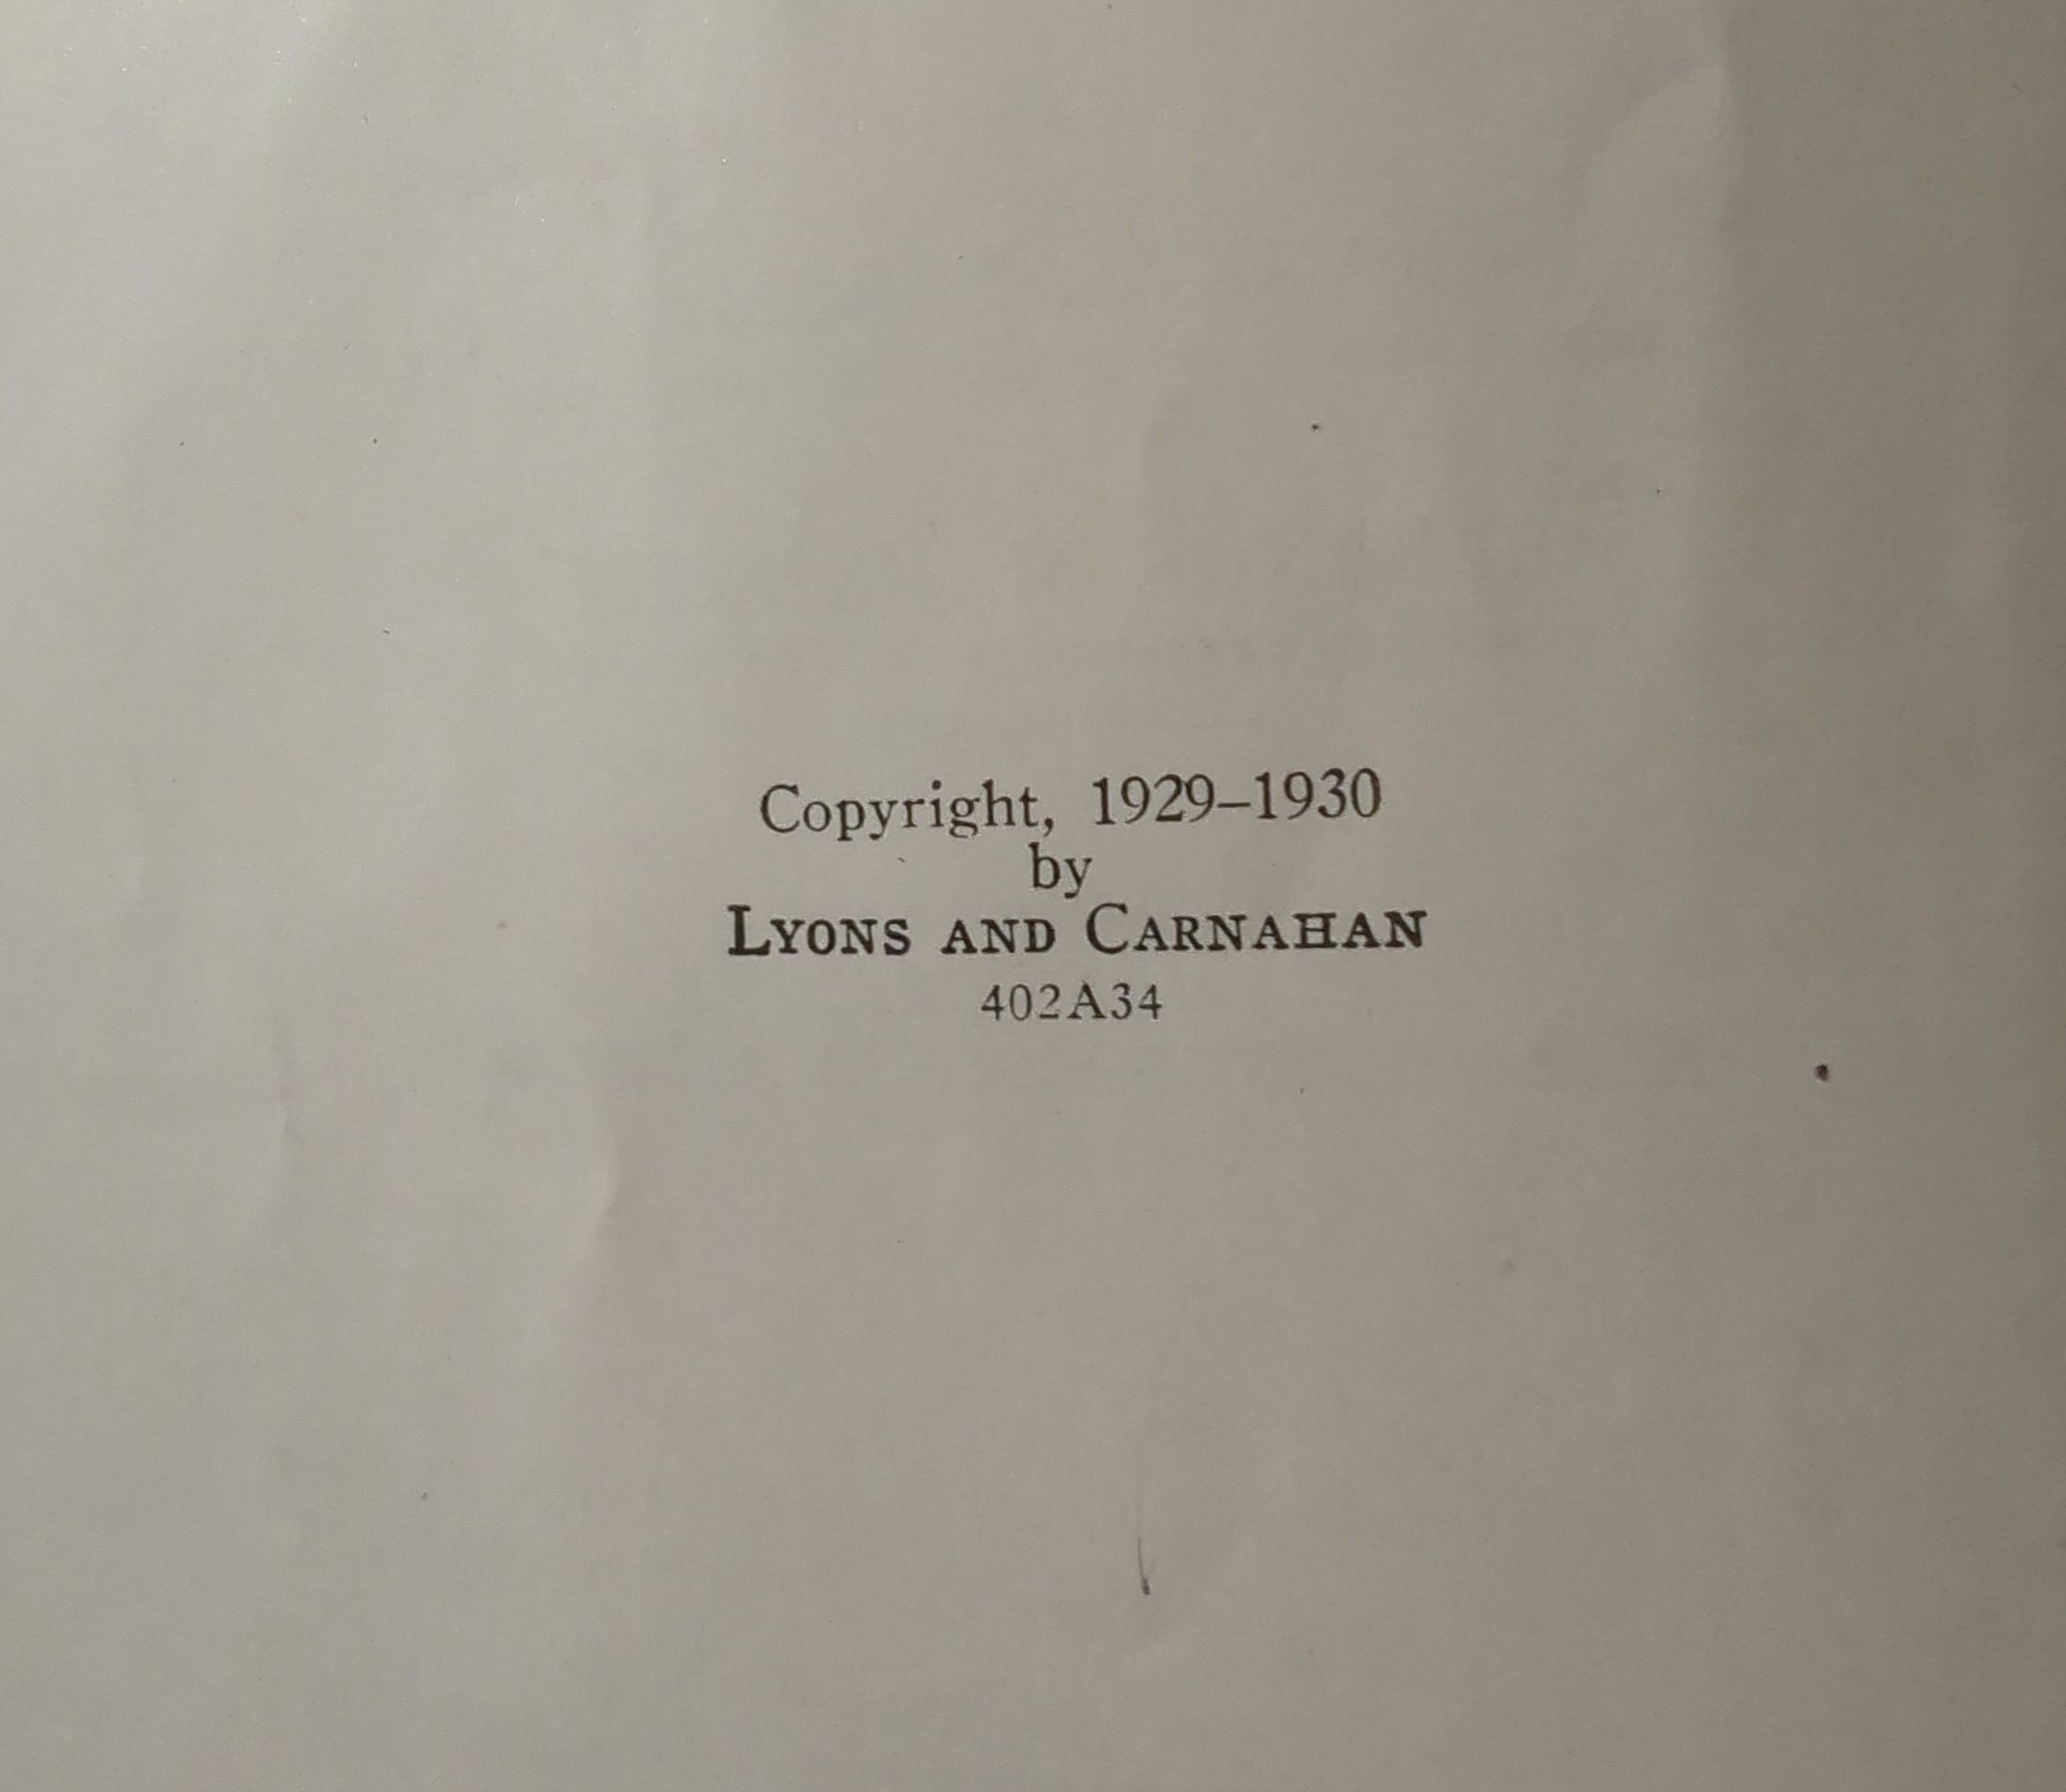 Copyright, 1929–1930
by
LYONS AND CARNAHAN
402A34